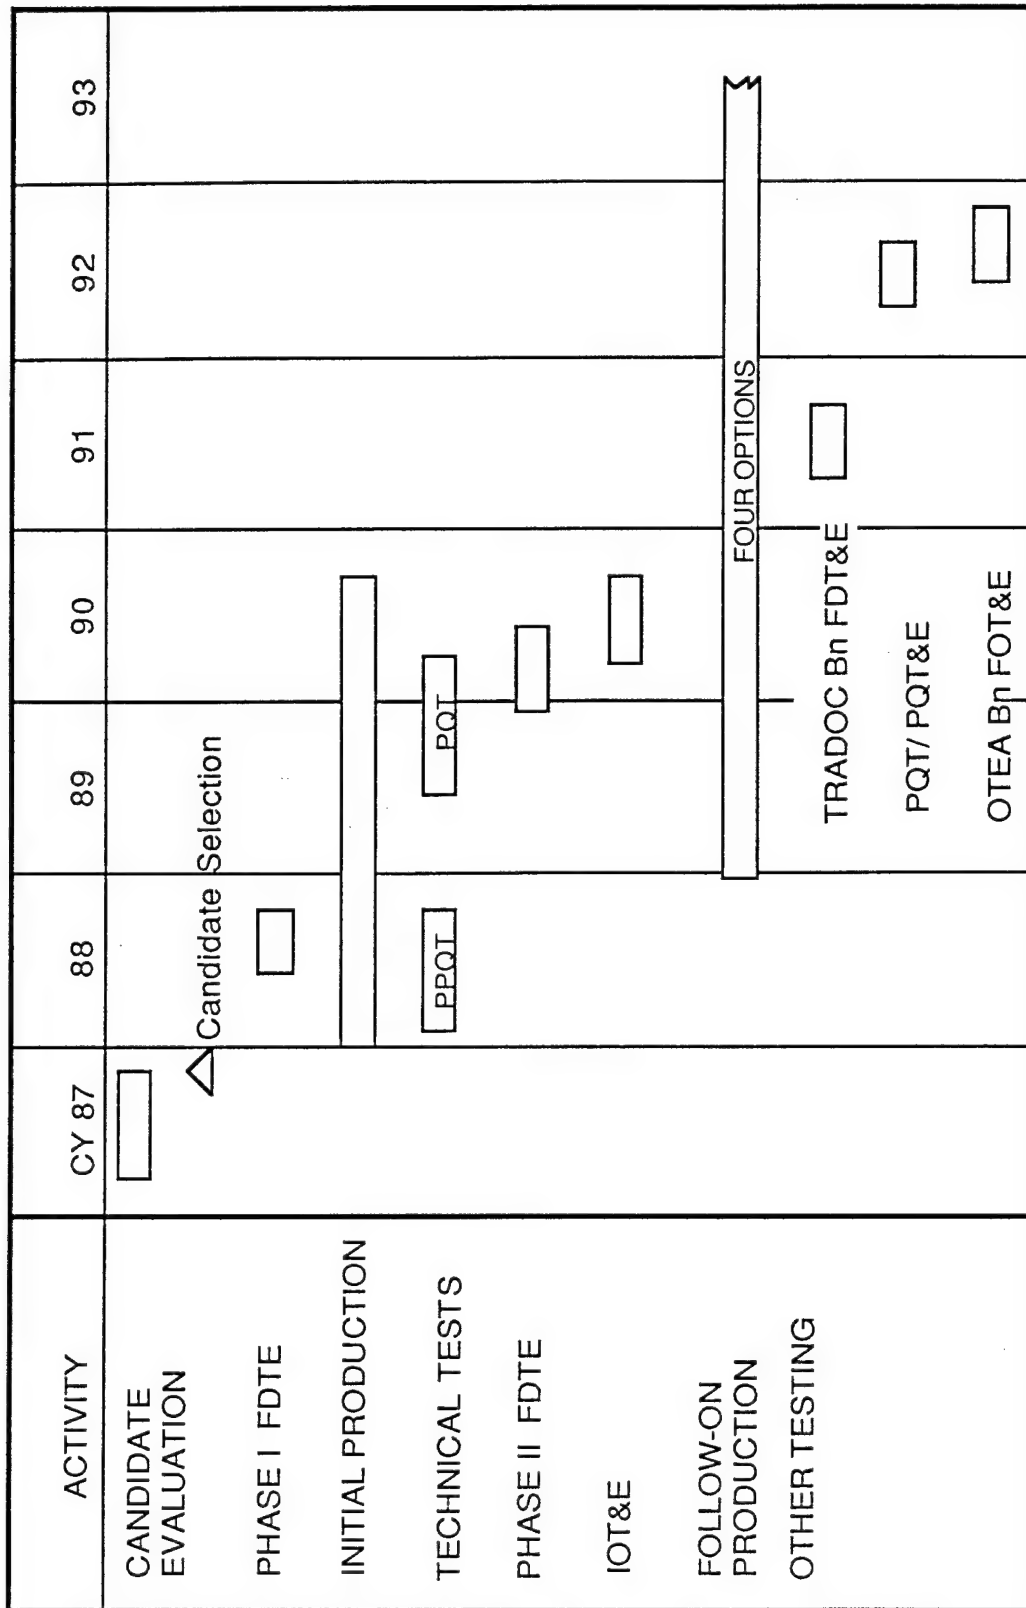 ACTIVITY
CY 87
88
89
90
91
92
93
CANDIDATE
EVALUATION
Candidate Selection
PHASE I FDTE
INITIAL PRODUCTION
TECHNICAL TESTS
PPQT
PQT
PHASE II FDTE
IOT&E
FOLLOW-ON
PRODUCTION
FOUR OPTIONS
OTHER TESTING
TRADOC Bn FDT&E
PQT/ PQT&E
OTEA Bn FOT&E